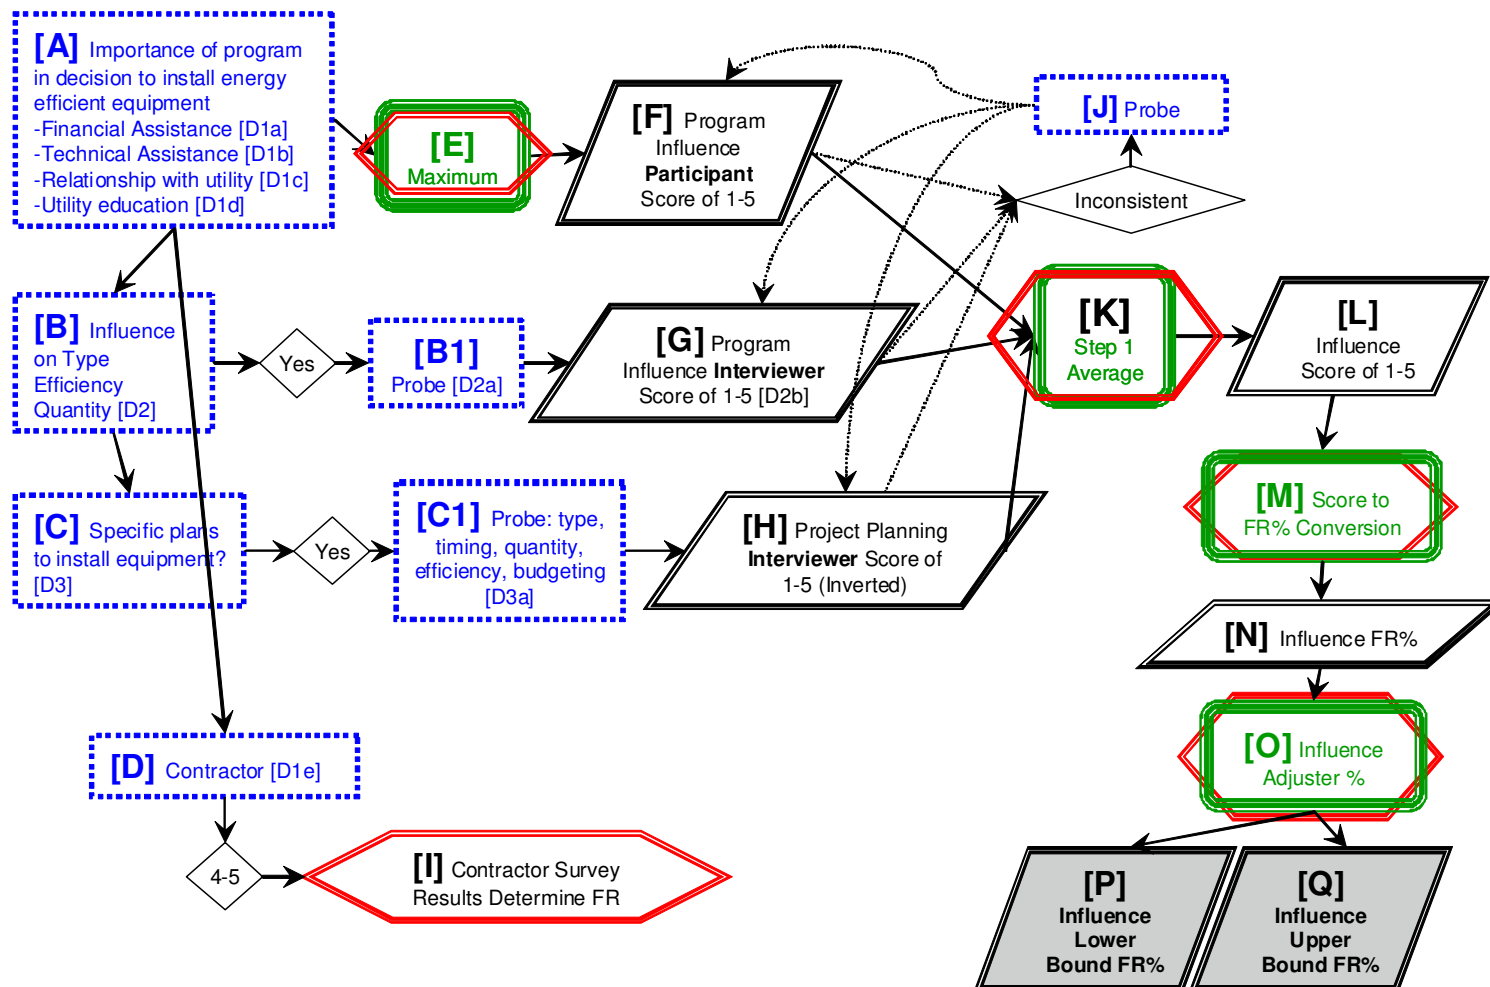 [A] Importance of program
in decision to install energy
efficient equipment
-Financial Assistance [D1a]
-Technical Assistance [D1b]
-Relationship with utility [D1c]
-Utility education [D1d]
[E]
Maximum
[F] Program
Influence
Participant
Score of 1-5
[J] Probe
Inconsistent
[B] Influence
on Type
Efficiency
Quantity [D2]
Yes
[B1]
Probe [D2a]
[G] Program
Influence Interviewer
Score of 1-5 [D2b]
[K]
Step 1
Average
[L]
Influence
Score of 1-5
[C] Specific plans
to install equipment?
[D3]
Yes
[C1] Probe: type,
timing, quantity,
efficiency, budgeting
[D3a]
[H] Project Planning
Interviewer Score of
1-5 (Inverted)
[M] Score to
FR% Conversion
[N] Influence FR%
[O] Influence
Adjuster %
[D] Contractor [D1e]
4-5
[I] Contractor Survey
Results Determine FR
[P]
Influence
Lower
Bound FR%
[Q]
Influence
Upper
Bound FR%